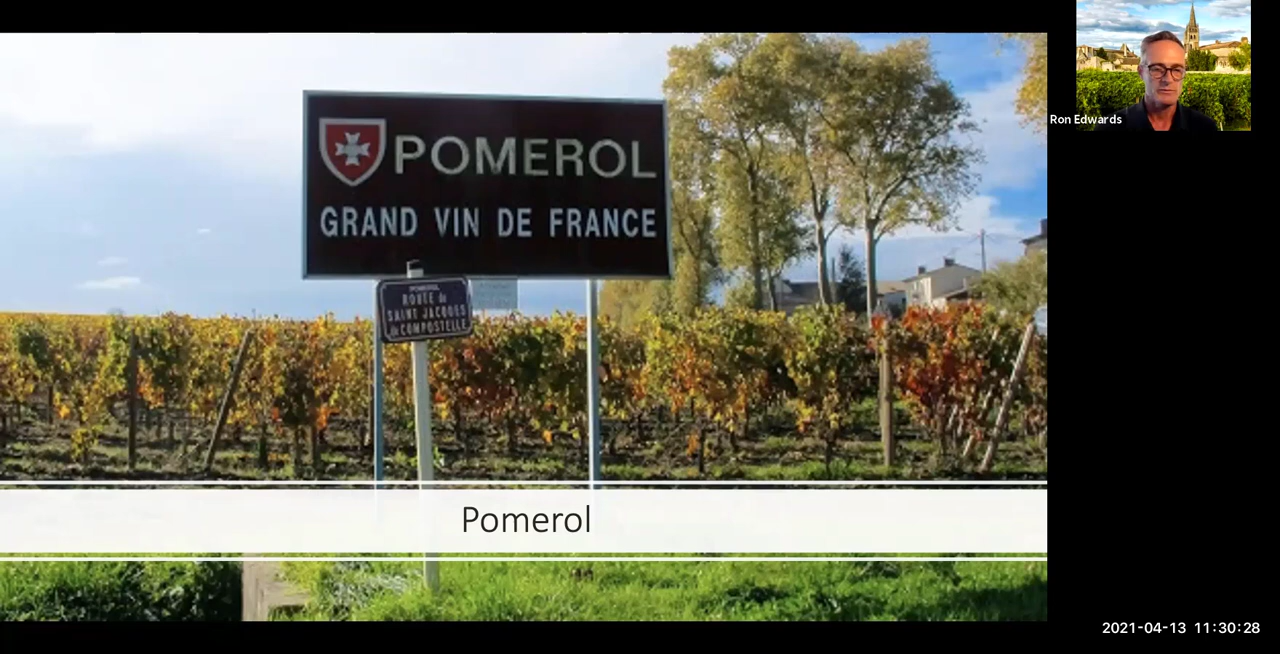 POMEROL
GRAND VIN DE FRANCE
POMEROL
ROUTE de
SAINT JACQUES
de COMPOSTELLE
Pomerol
Ron Edwards
2021-04-13 11:30:28